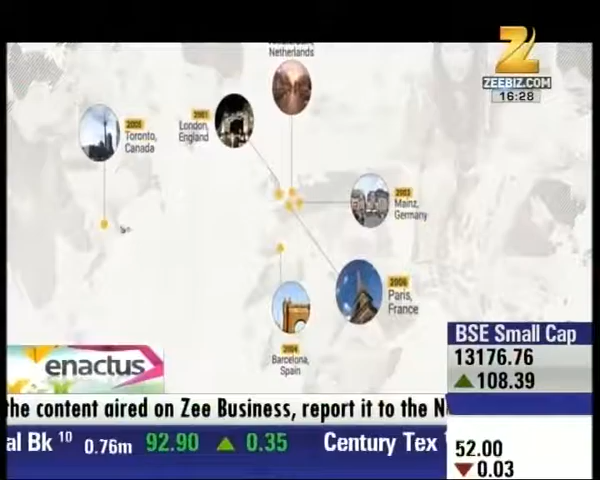 Netherlands
ZEEBIZ.COM
16:28
2001
London,
England
Toronto,
Canada
2003
Mainz,
Germany
Paris,
France
2004
Barcelona,
Spain
enactus
BSE Small Cap
13176.76
108.39
the content aired on Zee Business, report it to the N
al Bk 10 0.76m 92.90 0.35 Century Tex
52.00
0.03